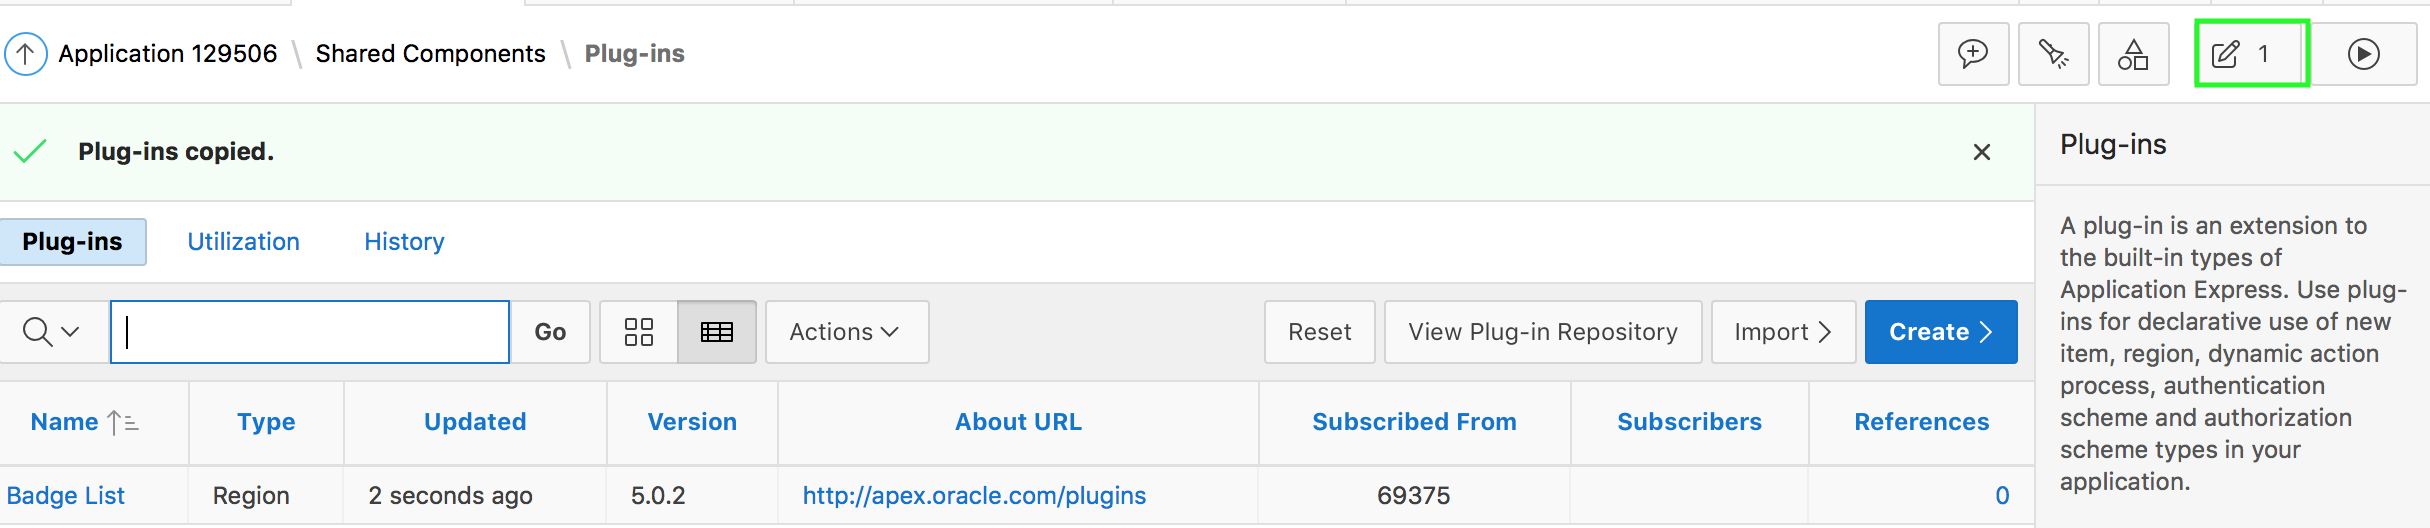 Application 129506 \ Shared Components \ Plug-ins
1
Plug-ins copied.
Plug-ins
Utilization
History
Go
Actions
Reset
View Plug-in Repository
Import
Create
Name
Type
Updated
Version
About URL
Subscribed From
Subscribers
References
Badge List
Region
2 seconds ago
5.0.2
http://apex.oracle.com/plugins
69375
0
Plug-ins
A plug-in is an extension to
the built-in types of
Application Express. Use plug-
ins for declarative use of new
item, region, dynamic action
process, authentication
scheme and authorization
scheme types in your
application.